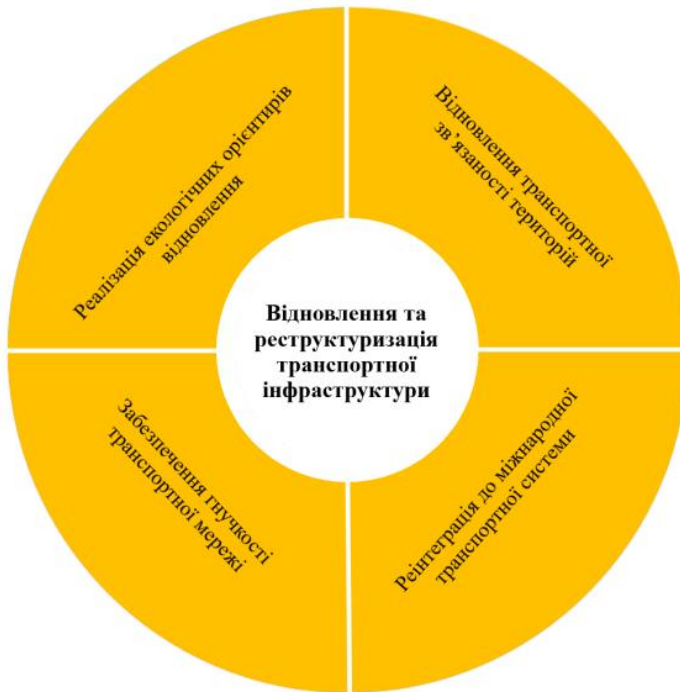 Реалізація екологічних орієнтирів
відновлення
Відновлення транспортної
зв’язаності територій
Відновлення та
реструктуризація
транспортної
інфраструктури
Забезпечення гнучкості
транспортної мережі
Реінтеграція до міжнародної
транспортної системи